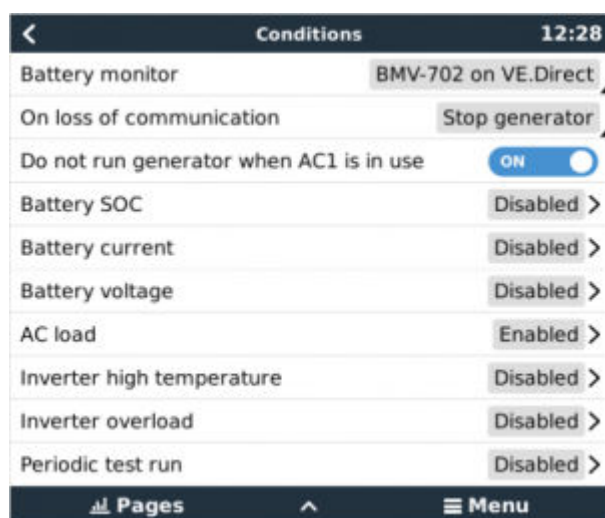 Conditions 12:28
Battery monitor BMV-702 on VE.Direct
On loss of communication Stop generator
Do not run generator when AC1 is in use ON
Battery SOC Disabled
Battery current Disabled
Battery voltage Disabled
AC load Enabled
Inverter high temperature Disabled
Inverter overload Disabled
Periodic test run Disabled
Pages Menu